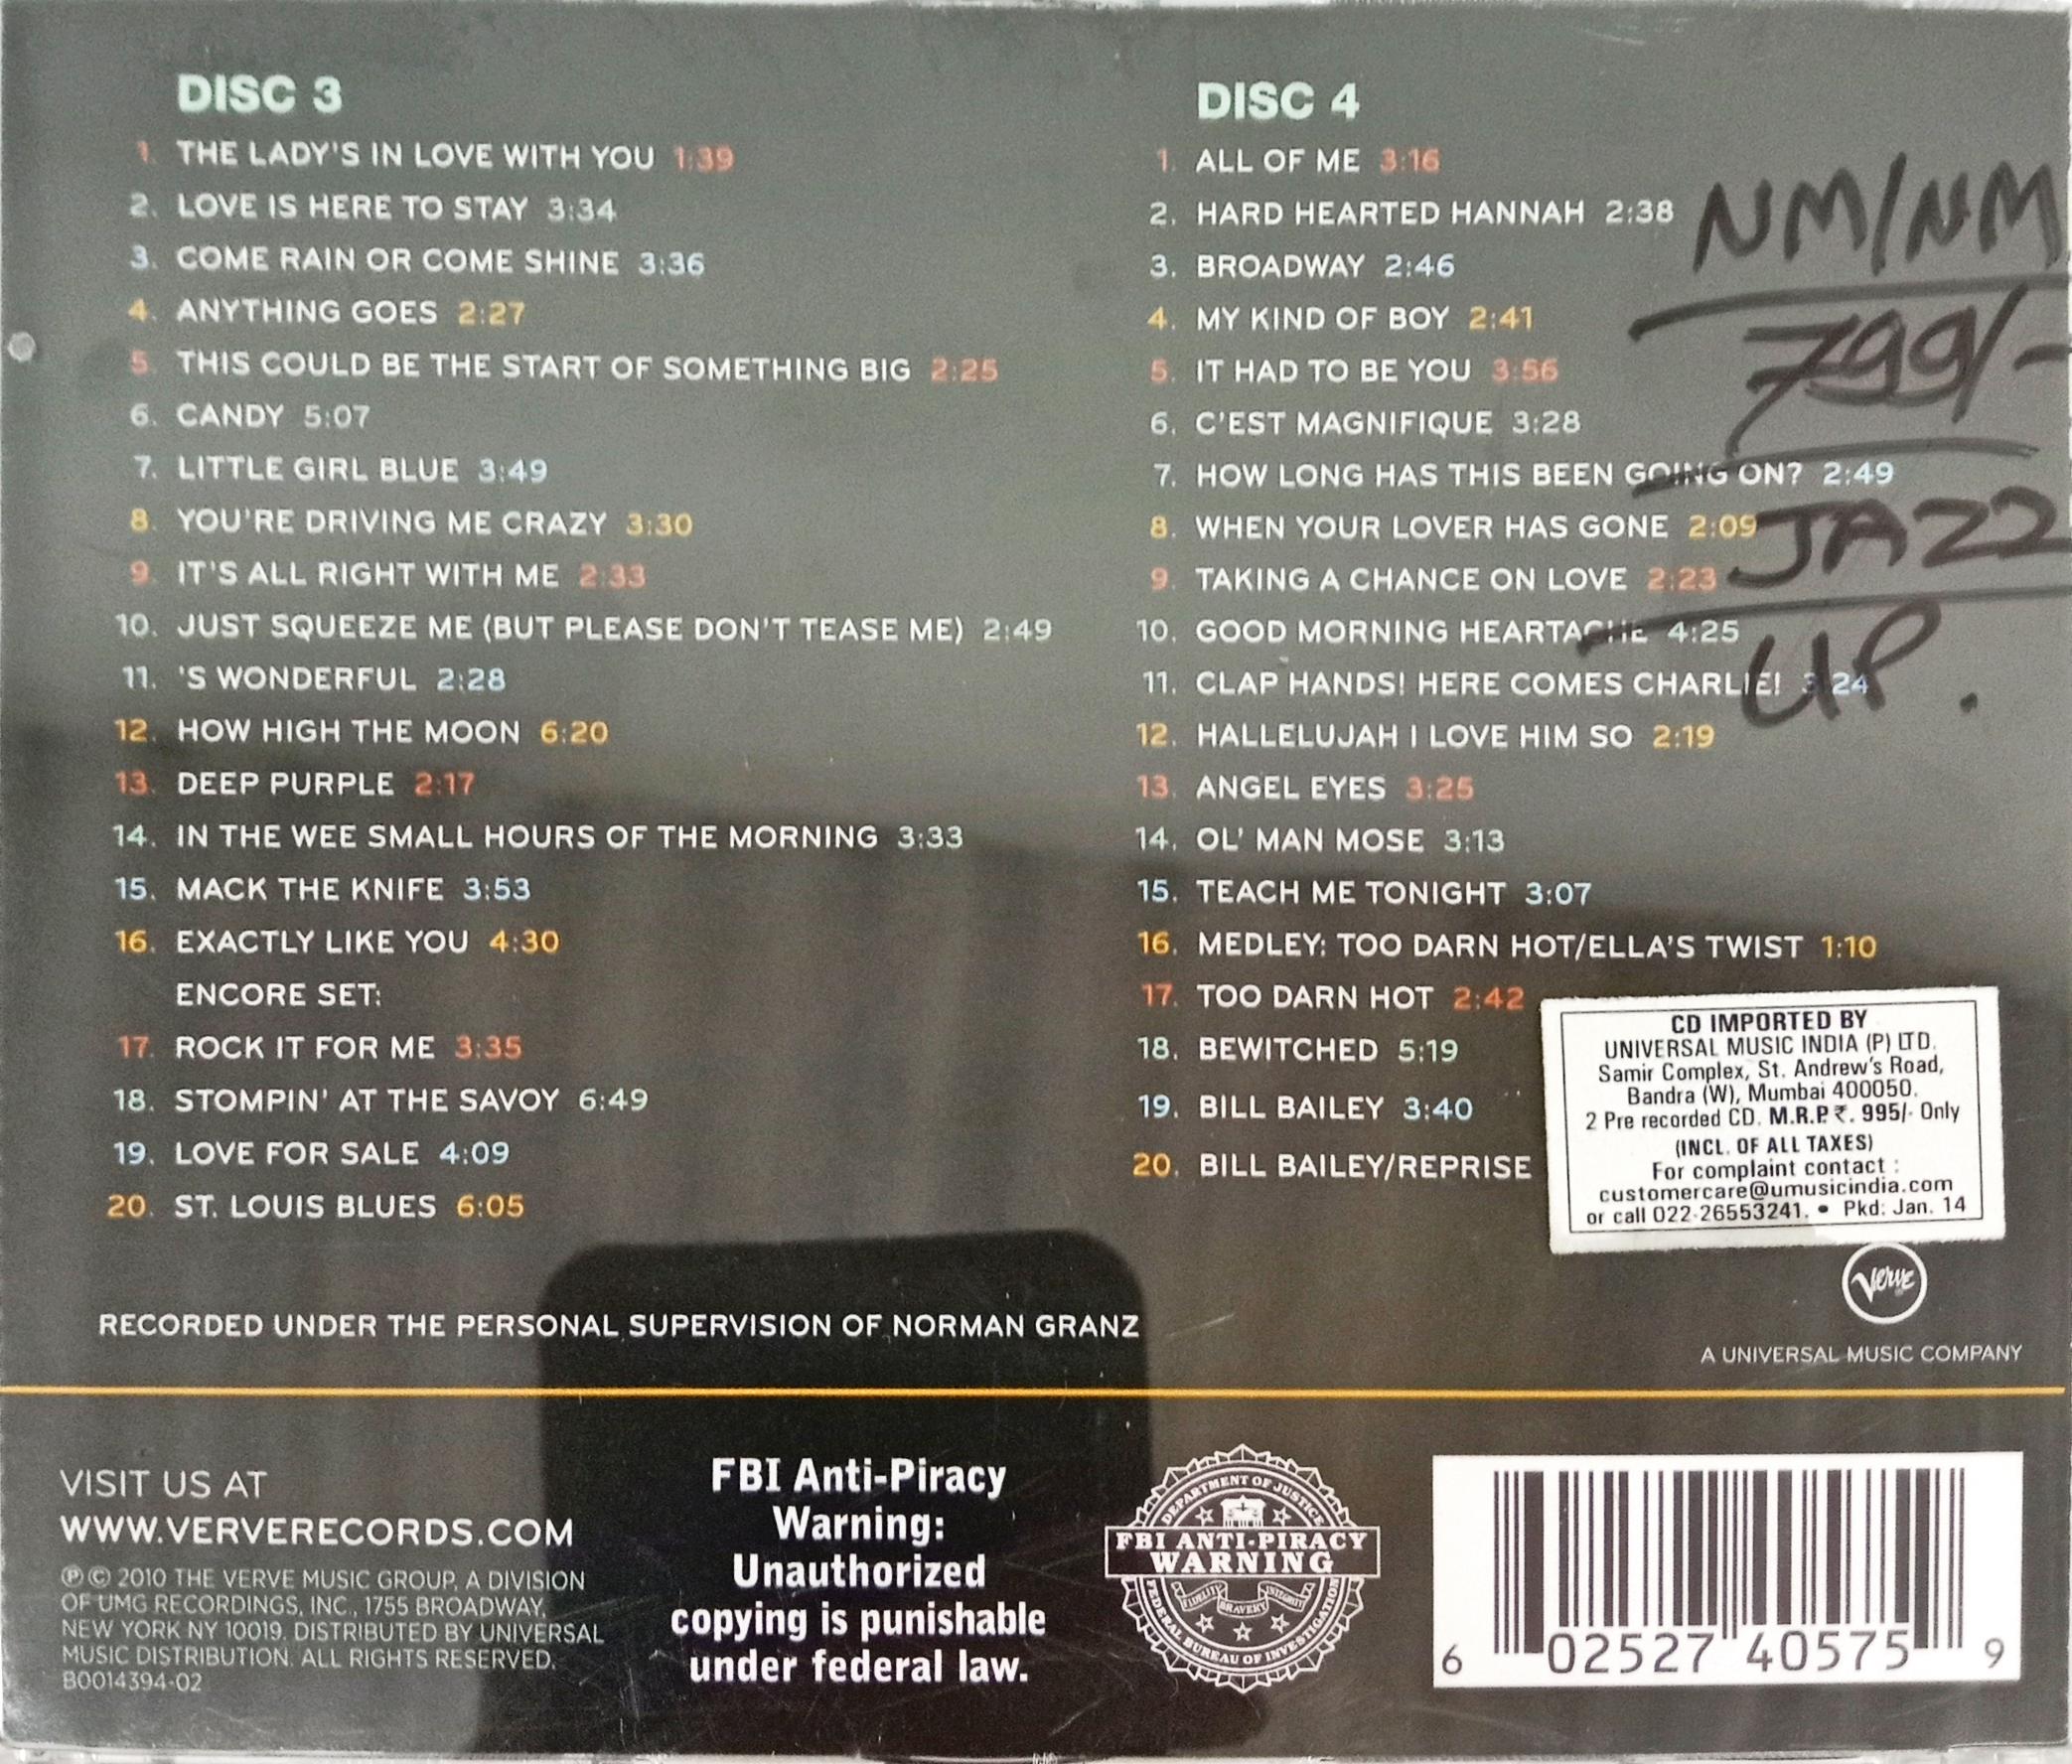 DISC 3
1. THE LADY'S IN LOVE WITH YOU 1:39
2. LOVE IS HERE TO STAY 3:34
3. COME RAIN OR COME SHINE 3:36
4. ANYTHING GOES 2:27
5. THIS COULD BE THE START OF SOMETHING BIG 2:25
6. CANDY 5:07
7. LITTLE GIRL BLUE 3:49
8. YOU'RE DRIVING ME CRAZY 3:30
9. IT'S ALL RIGHT WITH ME 2:33
10. JUST SQUEEZE ME (BUT PLEASE DON'T TEASE ME) 2:49
11. 'S WONDERFUL 2:28
12. HOW HIGH THE MOON 6:20
13. DEEP PURPLE 2:17
14. IN THE WEE SMALL HOURS OF THE MORNING 3:33
15. MACK THE KNIFE 3:53
16. EXACTLY LIKE YOU 4:30
ENCORE SET:
17. ROCK IT FOR ME 3:35
18. STOMPIN' AT THE SAVOY 6:49
19. LOVE FOR SALE 4:09
20. ST. LOUIS BLUES 6:05
DISC 4
1. ALL OF ME 3:16
2. HARD HEARTED HANNAH 2:38
3. BROADWAY 2:46
4. MY KIND OF BOY 2:41
5. IT HAD TO BE YOU 3:56
6. C'EST MAGNIFIQUE 3:28
7. HOW LONG HAS THIS BEEN GOING ON? 2:49
8. WHEN YOUR LOVER HAS GONE 2:09
9. TAKING A CHANCE ON LOVE 2:23
10. GOOD MORNING HEARTACHE 4:25
11. CLAP HANDS! HERE COMES CHARLIE! 3:24
12. HALLELUJAH I LOVE HIM SO 2:19
13. ANGEL EYES 3:25
14. OL' MAN MOSE 3:13
15. TEACH ME TONIGHT 3:07
16. MEDLEY: TOO DARN HOT/ELLA'S TWIST 1:10
17. TOO DARN HOT 2:42
18. BEWITCHED 5:19
19. BILL BAILEY 3:40
20. BILL BAILEY/REPRISE
NM/NM
799/-
JAZZ
UP.
CD IMPORTED BY
UNIVERSAL MUSIC INDIA (P) LTD.
Samir Complex, St. Andrew's Road,
Bandra (W), Mumbai 400050.
2 Pre recorded CD. M.R.P. ₹. 995/- Only
(INCL. OF ALL TAXES)
For complaint contact :
customercare@umusicindia.com
or call 022-26553241. • Pkd: Jan. 14
Verve
A UNIVERSAL MUSIC COMPANY
RECORDED UNDER THE PERSONAL SUPERVISION OF NORMAN GRANZ
VISIT US AT
WWW.VERVERECORDS.COM
℗ © 2010 THE VERVE MUSIC GROUP, A DIVISION
OF UMG RECORDINGS, INC., 1755 BROADWAY,
NEW YORK NY 10019. DISTRIBUTED BY UNIVERSAL
MUSIC DISTRIBUTION. ALL RIGHTS RESERVED.
B0014394-02
FBI Anti-Piracy
Warning:
Unauthorized
copying is punishable
under federal law.
DEPARTMENT OF JUSTICE
FBI ANTI-PIRACY
WARNING
FIDELITY BRAVERY INTEGRITY
FEDERAL BUREAU OF INVESTIGATION
6 02527 40575 9